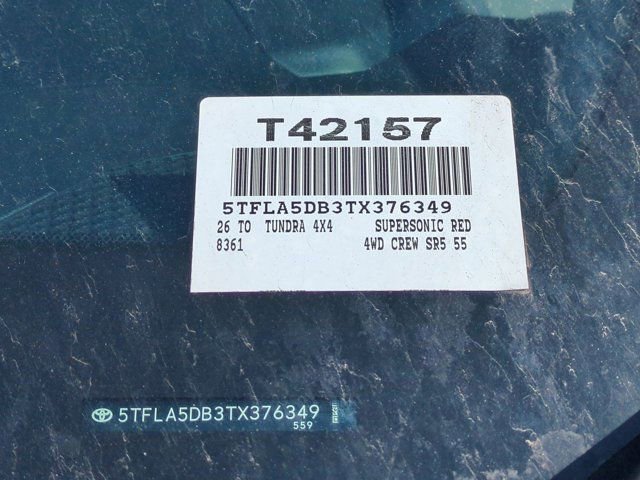 T42157
5TFLA5DB3TX376349
26 TO TUNDRA 4X4 SUPERSONIC RED
8361 4WD CREW SR5 55
5TFLA5DB3TX376349
559